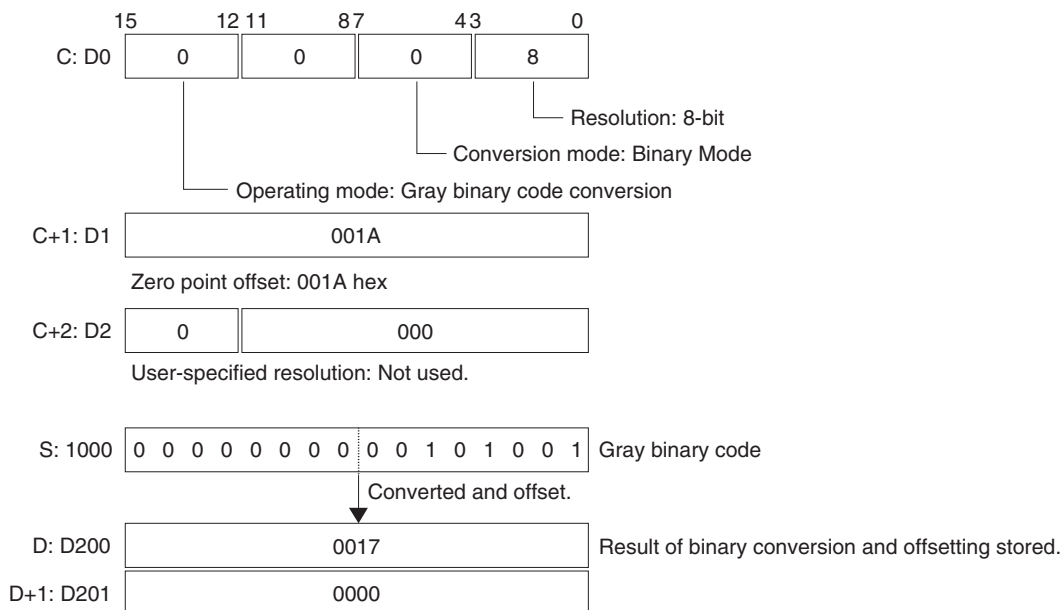 15 12 11 8 7 4 3 0
C: D0 0 0 0 8
Resolution: 8-bit
Conversion mode: Binary Mode
Operating mode: Gray binary code conversion
C+1: D1 001A
Zero point offset: 001A hex
C+2: D2 0 000
User-specified resolution: Not used.
S: 1000 0 0 0 0 0 0 0 0 0 0 1 0 1 0 0 1 Gray binary code
Converted and offset.
D: D200 0017 Result of binary conversion and offsetting stored.
D+1: D201 0000